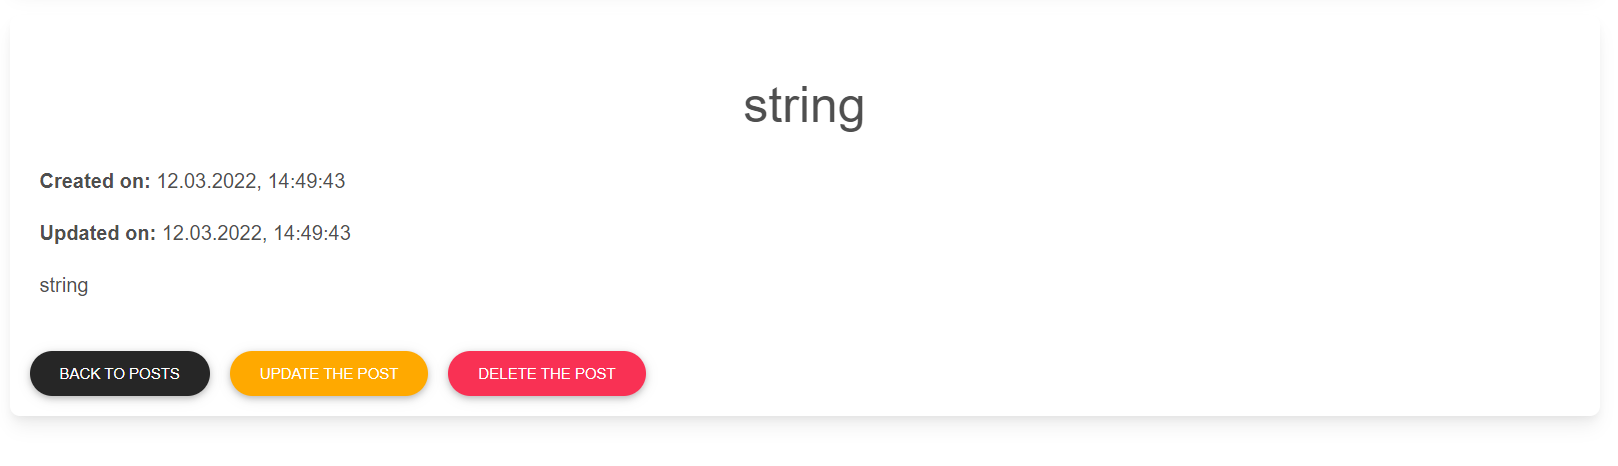 string
Created on: 12.03.2022, 14:49:43
Updated on: 12.03.2022, 14:49:43
string
BACK TO POSTS UPDATE THE POST DELETE THE POST